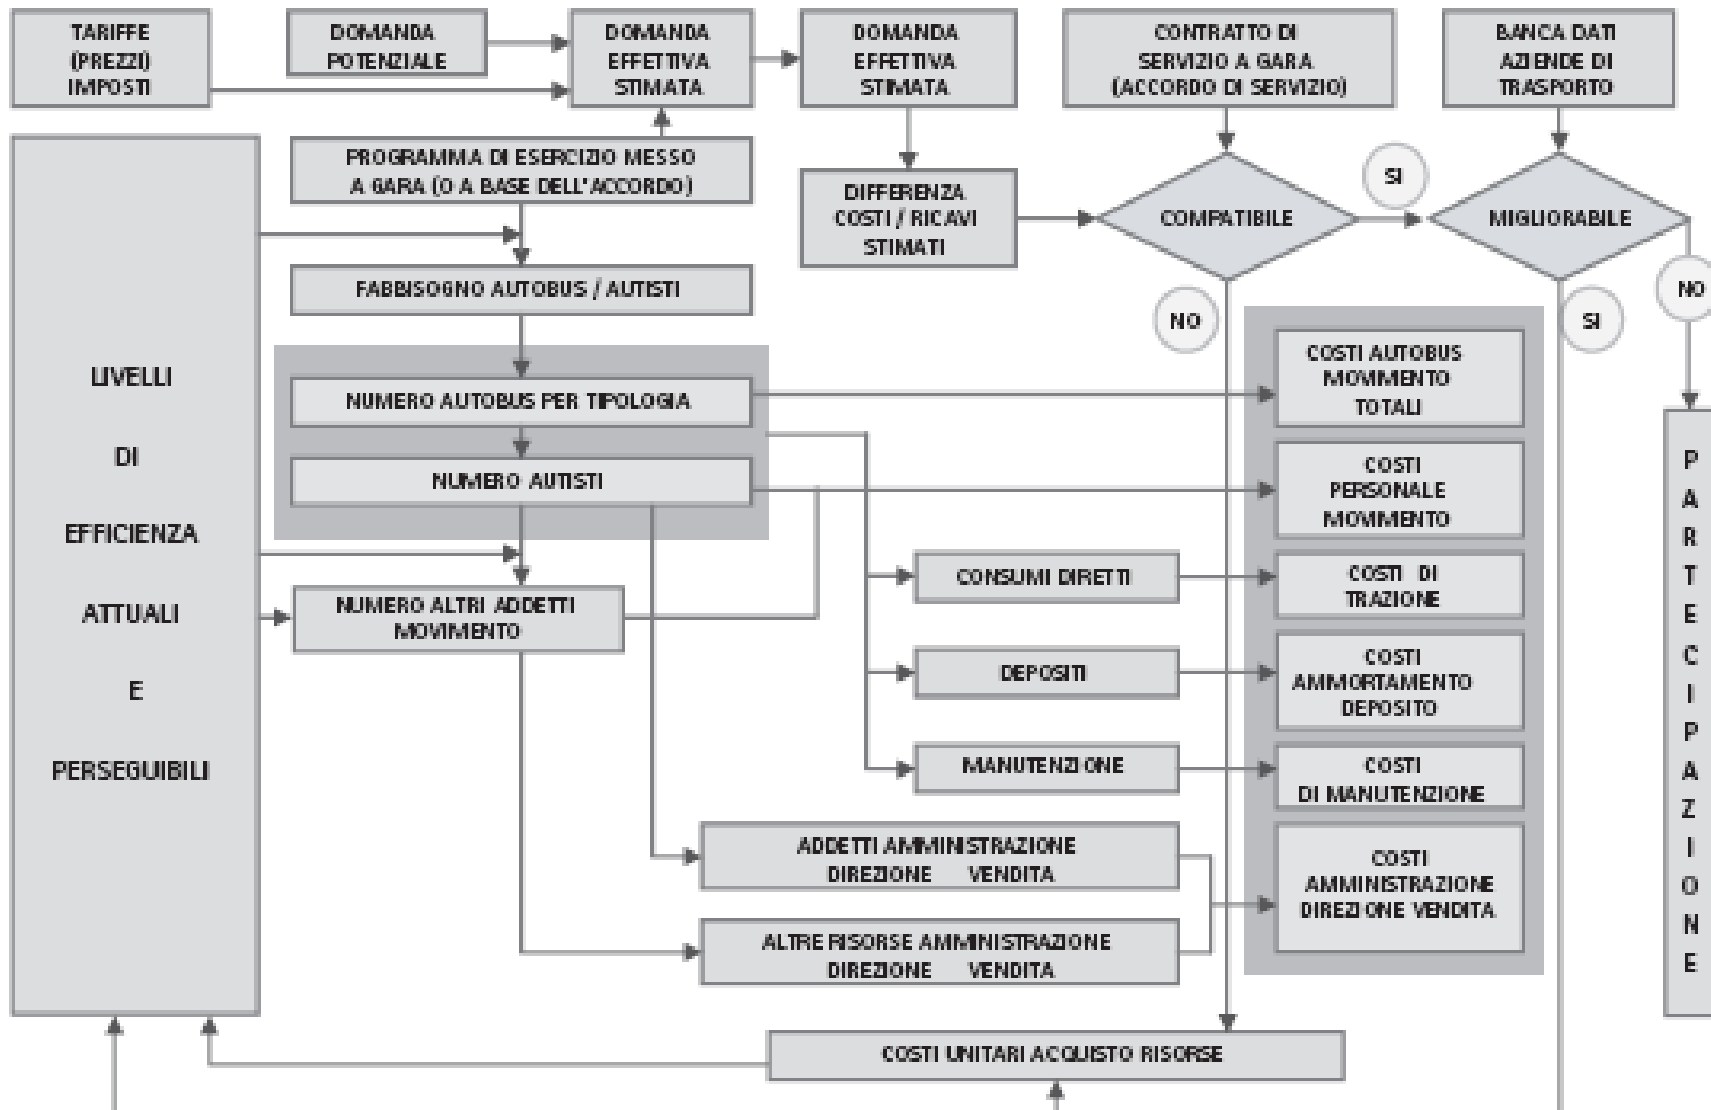 TARIFFE
(PREZZI)
IMPOSTI
DOMANDA
POTENZIALE
DOMANDA
EFFETTIVA
STIMATA
DOMANDA
EFFETTIVA
STIMATA
CONTRATTO DI
SERVIZIO A GARA
(ACCORDO DI SERVIZIO)
BANCA DATI
AZIENDE DI
TRASPORTO
PROGRAMMA DI ESERCIZIO MESSO
A GARA (O A BASE DELL'ACCORDO)
DIFFERENZA
COSTI / RICAVI
STIMATI
COMPATIBILE
SI
MIGLIORABILE
NO
NO
SI
FABBISOGNO AUTOBUS / AUTISTI
LIVELLI
DI
EFFICIENZA
ATTUALI
E
PERSEGUIBILI
NUMERO AUTOBUS PER TIPOLOGIA
NUMERO AUTISTI
NUMERO ALTRI ADDETTI
MOVIMENTO
CONSUMI DIRETTI
DEPOSITI
MANUTENZIONE
ADDETTI AMMINISTRAZIONE
DIREZIONE VENDITA
ALTRE RISORSE AMMINISTRAZIONE
DIREZIONE VENDITA
COSTI AUTOBUS
MOVIMENTO
TOTALI
COSTI
PERSONALE
MOVIMENTO
COSTI DI
TRAZIONE
COSTI
AMMORTAMENTO
DEPOSITO
COSTI
DI MANUTENZIONE
COSTI
AMMINISTRAZIONE
DIREZIONE VENDITA
PARTECIPAZIONE
COSTI UNITARI ACQUISTO RISORSE